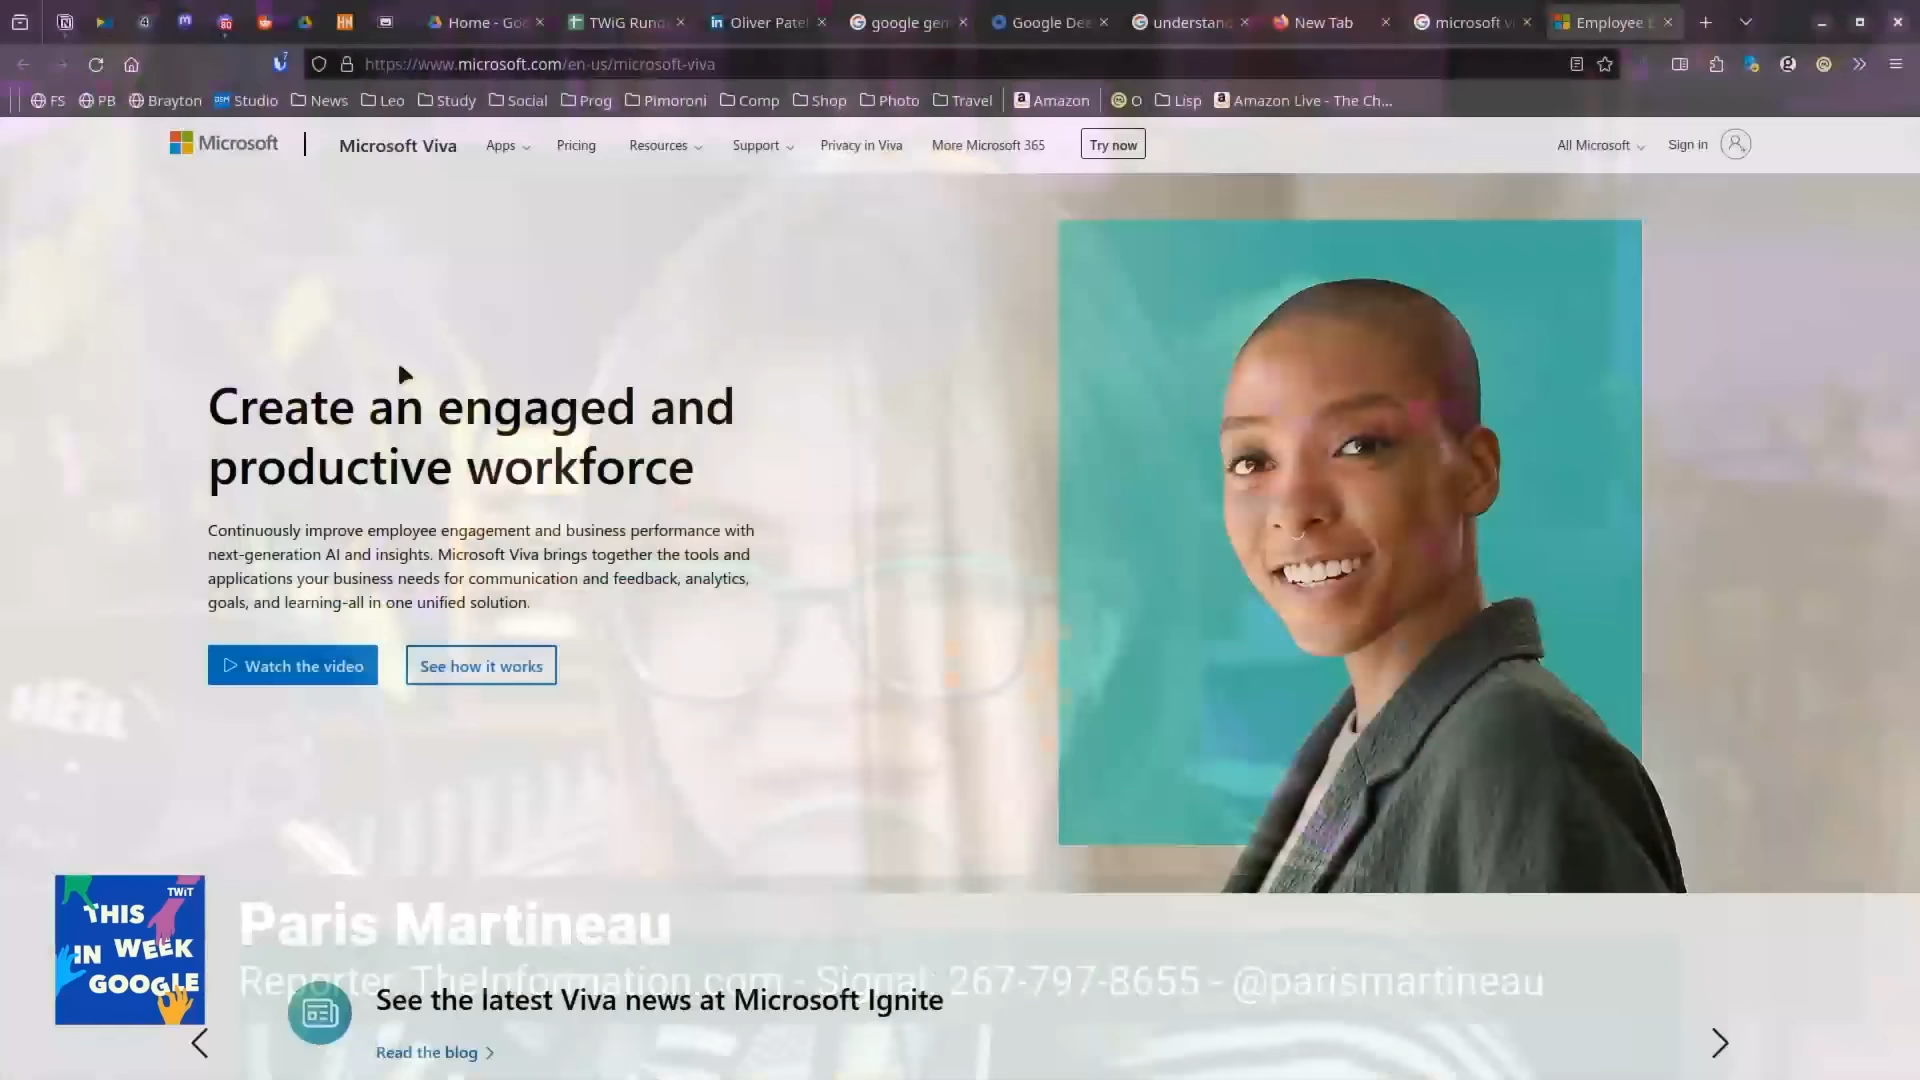 Home - Goo
TWiG Rund
Oliver Patel
google gen
Google Dee
understand
New Tab
microsoft vi
Employee E
https://www.microsoft.com/en-us/microsoft-viva
FS
PB
Brayton
Studio
News
Leo
Study
Social
Prog
Pimoroni
Comp
Shop
Photo
Travel
Amazon
O
Lisp
Amazon Live - The Ch...
Microsoft
Microsoft Viva
Apps
Pricing
Resources
Support
Privacy in Viva
More Microsoft 365
Try now
All Microsoft
Sign in
Create an engaged and
productive workforce
Continuously improve employee engagement and business performance with
next-generation AI and insights. Microsoft Viva brings together the tools and
applications your business needs for communication and feedback, analytics,
goals, and learning-all in one unified solution.
Watch the video
See how it works
HEIL
TWiT
THIS
IN WEEK
GOOGLE
Paris Martineau
Reporter, TheInformation.com - Signal: 267-797-8655 - @parismartineau
See the latest Viva news at Microsoft Ignite
Read the blog